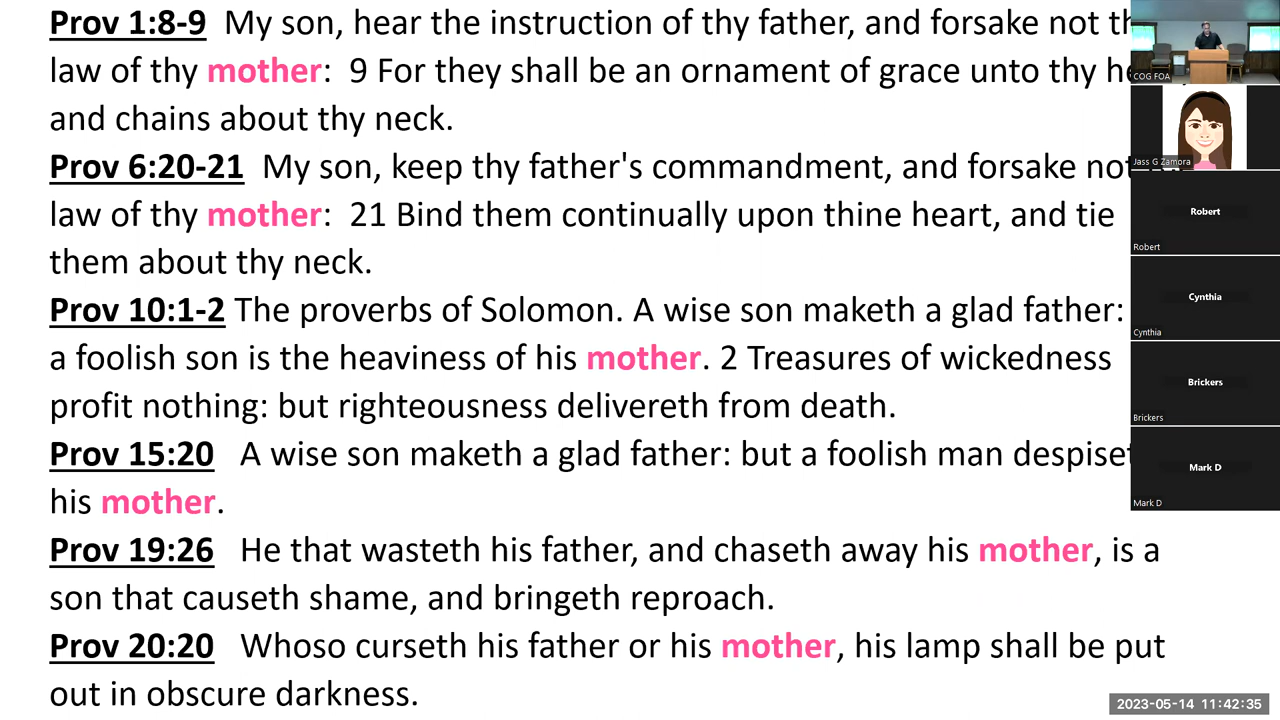 Prov 1:8-9 My son, hear the instruction of thy father, and forsake not
law of thy mother: 9 For they shall be an ornament of grace unto thy
and chains about thy neck.
Prov 6:20-21 My son, keep thy father's commandment, and forsake not
law of thy mother: 21 Bind them continually upon thine heart, and tie
them about thy neck.
Prov 10:1-2 The proverbs of Solomon. A wise son maketh a glad father:
a foolish son is the heaviness of his mother. 2 Treasures of wickedness
profit nothing: but righteousness delivereth from death.
Prov 15:20 A wise son maketh a glad father: but a foolish man
his mother.
Prov 19:26 He that wasteth his father, and chaseth away his mother, is a
son that causeth shame, and bringeth reproach.
Prov 20:20 Whoso curseth his father or his mother, his lamp shall be put
out in obscure darkness.
COG FOA
Jass G Zamora
Robert
Robert
Cynthia
Cynthia
Brickers
Brickers
Mark D
Mark D
2023-05-14 11:42:35